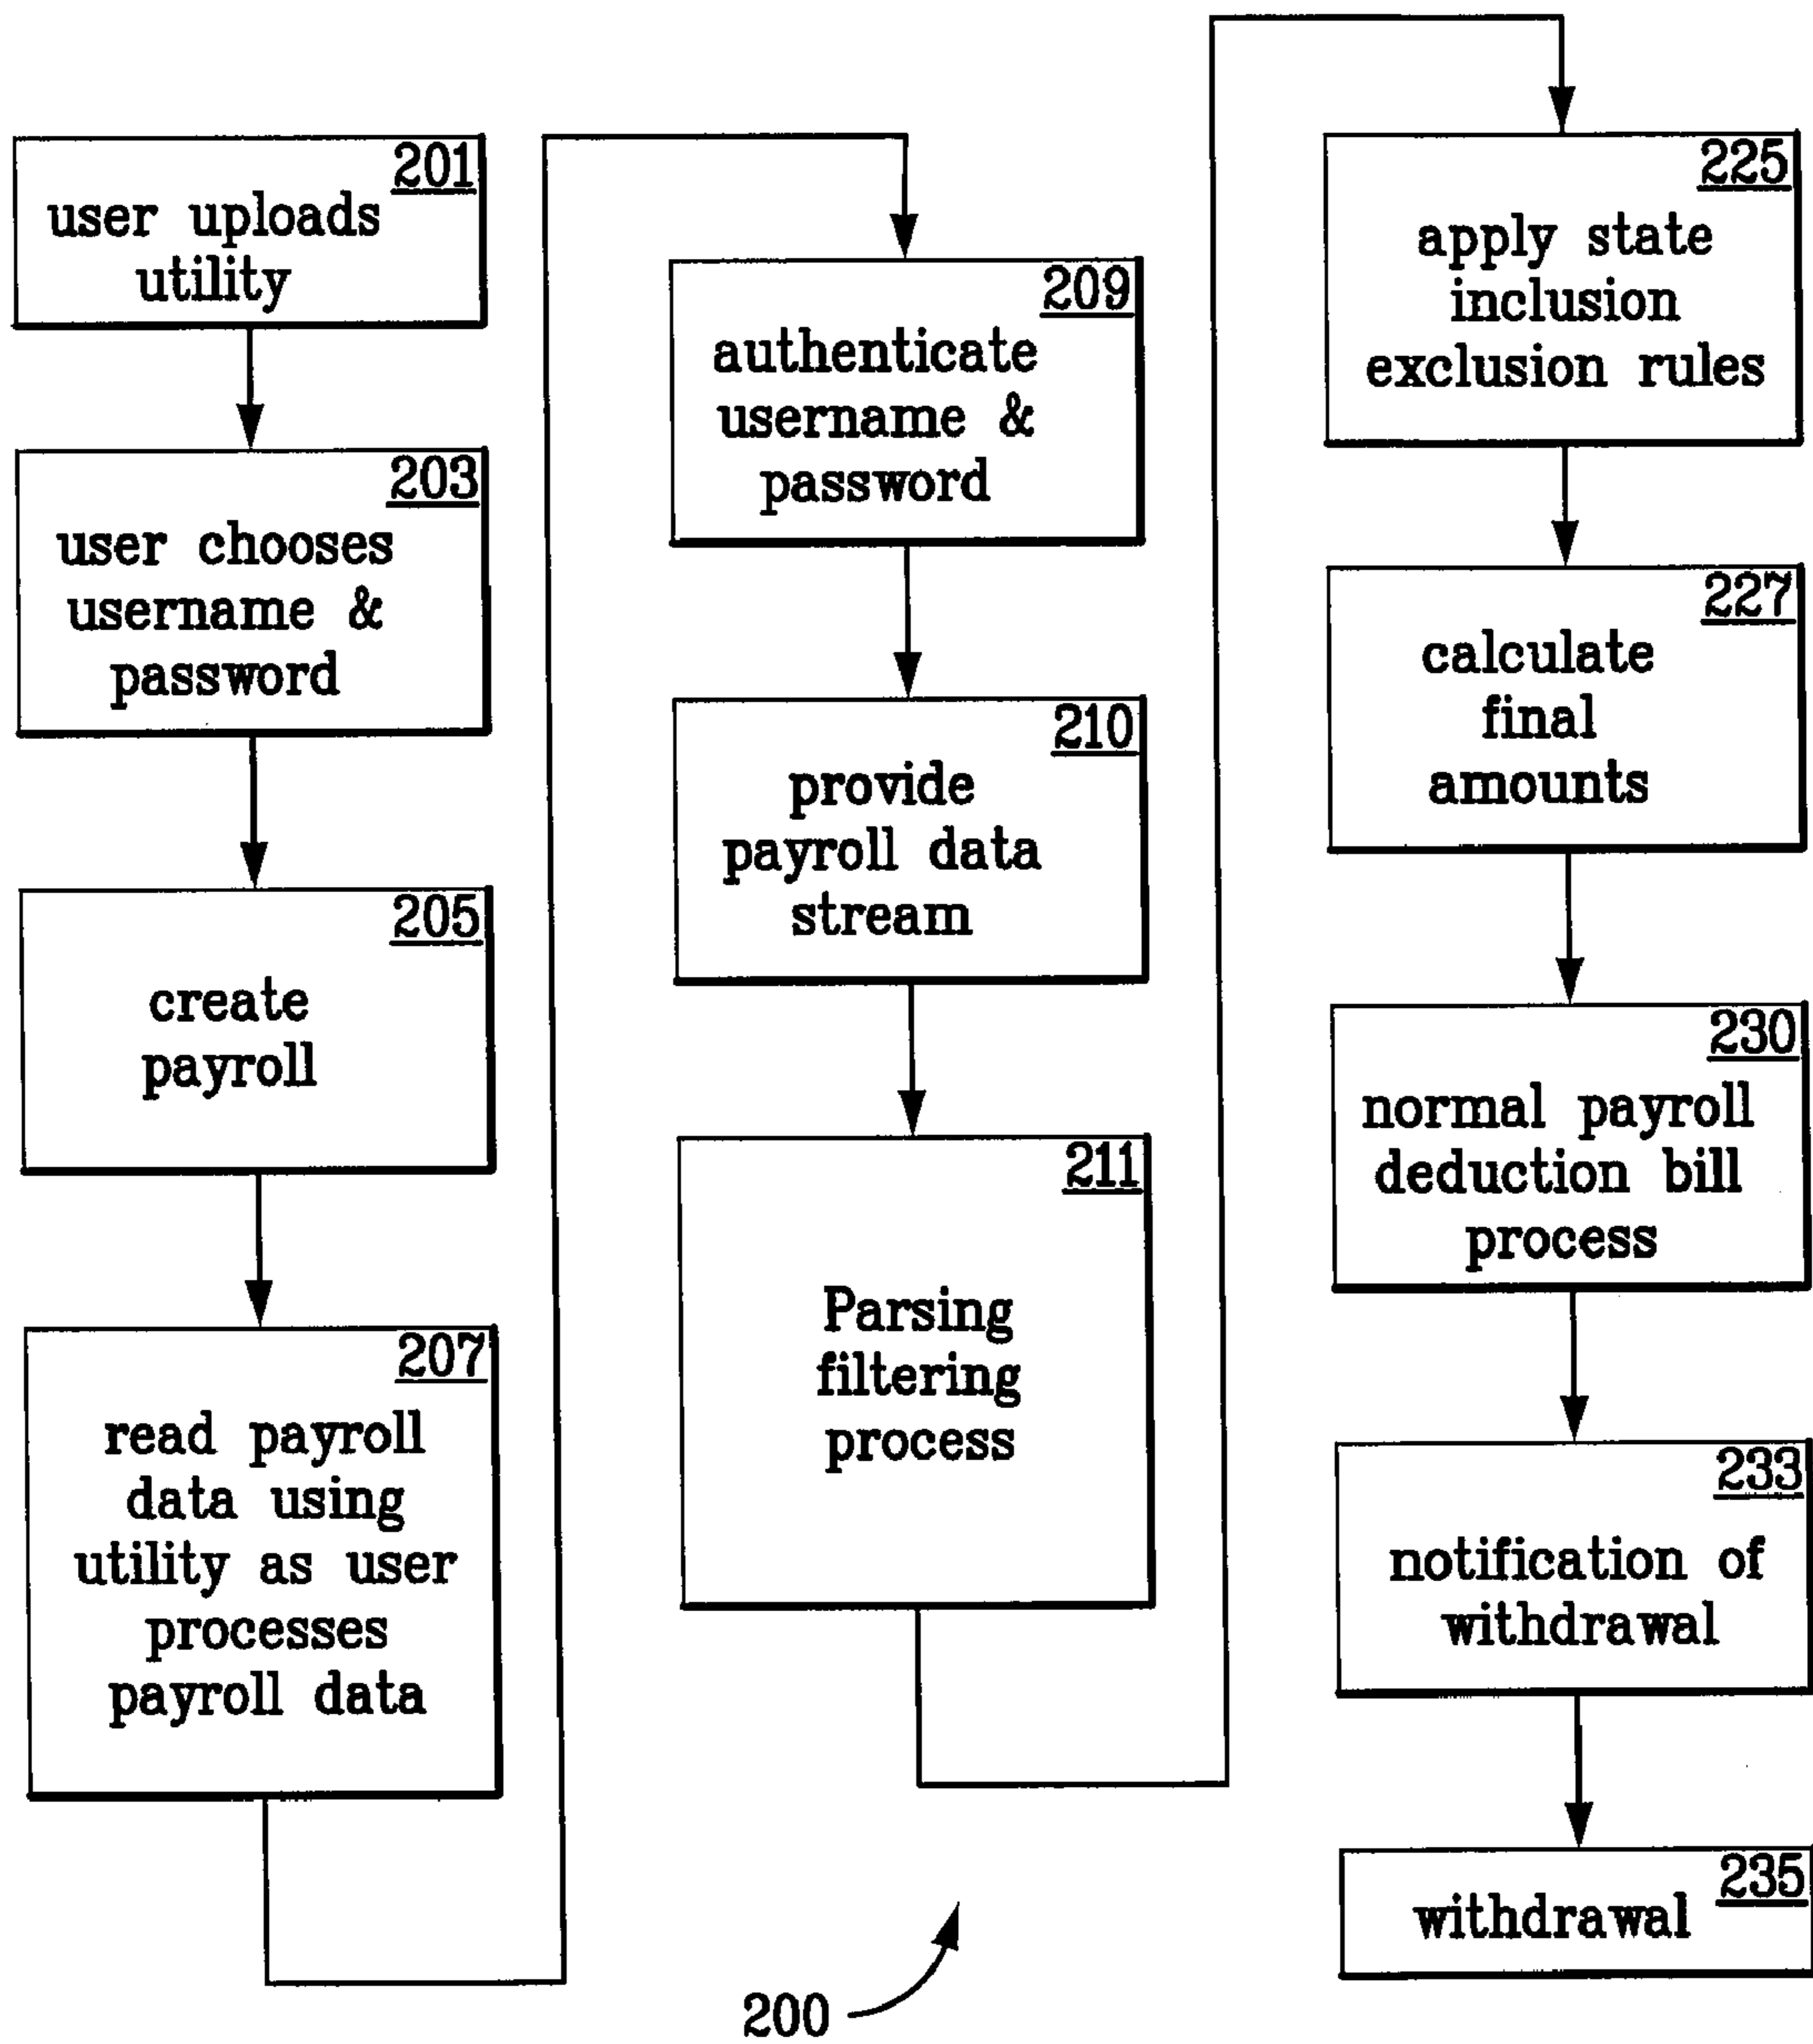 201
user uploads
utility
203
user chooses
username &
password
205
create
payroll
207
read payroll
data using
utility as user
processes
payroll data
209
authenticate
username &
password
210
provide
payroll data
stream
211
Parsing
filtering
process
225
apply state
inclusion
exclusion rules
227
calculate
final
amounts
230
normal payroll
deduction bill
process
233
notification of
withdrawal
235
withdrawal
200